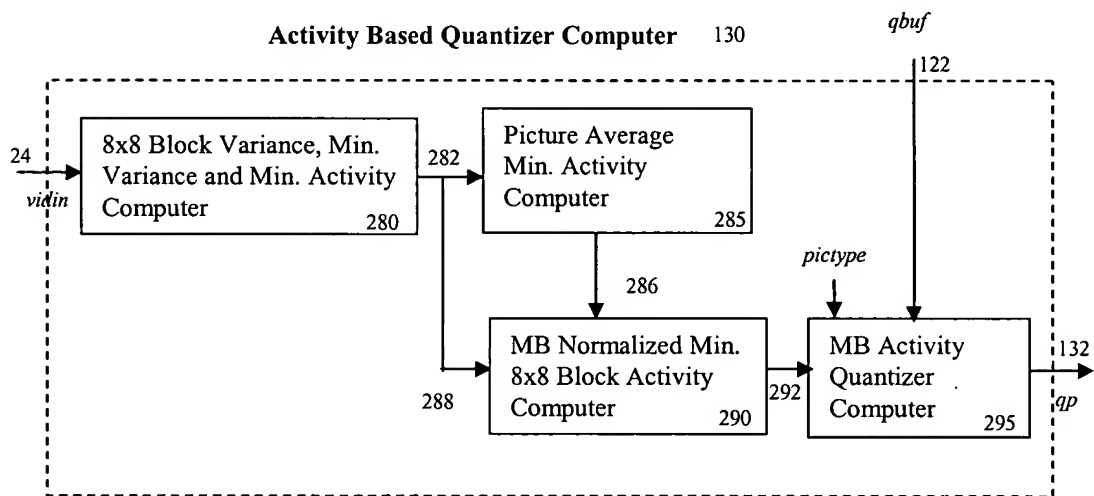 Activity Based Quantizer Computer 130
qbuf
122
24
vidin
8x8 Block Variance, Min.
Variance and Min. Activity
Computer
280
282
Picture Average
Min. Activity
Computer
285
286
pictype
288
MB Normalized Min.
8x8 Block Activity
Computer
290
292
MB Activity
Quantizer
Computer
295
132
qp